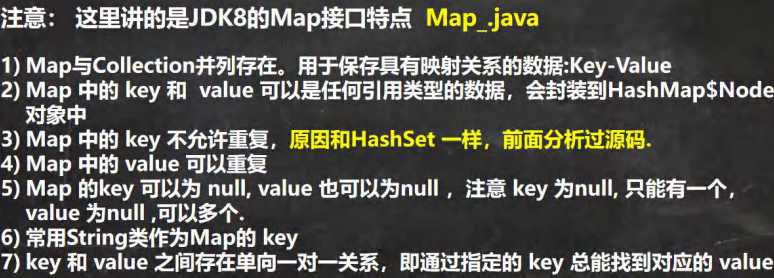 注意： 这里讲的是JDK8的Map接口特点 Map_.java
1) Map与Collection并列存在。用于保存具有映射关系的数据:Key-Value
2) Map 中的 key 和 value 可以是任何引用类型的数据，会封装到HashMap$Node
对象中
3) Map 中的 key 不允许重复，原因和HashSet 一样，前面分析过源码.
4) Map 中的 value 可以重复
5) Map 的key 可以为 null, value 也可以为null ，注意 key 为null, 只能有一个，
value 为null ,可以多个.
6) 常用String类作为Map的 key
7) key 和 value 之间存在单向一对一关系，即通过指定的 key 总能找到对应的 value